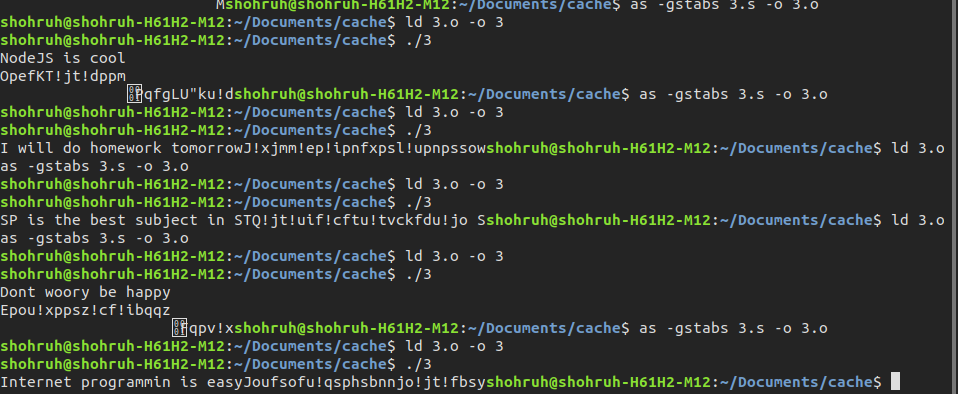 Mshohruh@shohruh-H61H2-M12:~/Documents/cache$ as -gstabs 3.s -o 3.o
shohruh@shohruh-H61H2-M12:~/Documents/cache$ ld 3.o -o 3
shohruh@shohruh-H61H2-M12:~/Documents/cache$ ./3
NodeJS is cool
OpefKT!jt!dppm
qfgLU"ku!dshohruh@shohruh-H61H2-M12:~/Documents/cache$ as -gstabs 3.s -o 3.o
shohruh@shohruh-H61H2-M12:~/Documents/cache$ ld 3.o -o 3
shohruh@shohruh-H61H2-M12:~/Documents/cache$ ./3
I will do homework tomorrowJ!xjmm!ep!ipnfxpsl!upnpssowshohruh@shohruh-H61H2-M12:~/Documents/cache$ ld 3.o
as -gstabs 3.s -o 3.o
shohruh@shohruh-H61H2-M12:~/Documents/cache$ ld 3.o -o 3
shohruh@shohruh-H61H2-M12:~/Documents/cache$ ./3
SP is the best subject in STQ!jt!uif!cftu!tvckfdu!jo Sshohruh@shohruh-H61H2-M12:~/Documents/cache$ ld 3.o
as -gstabs 3.s -o 3.o
shohruh@shohruh-H61H2-M12:~/Documents/cache$ ld 3.o -o 3
shohruh@shohruh-H61H2-M12:~/Documents/cache$ ./3
Dont woory be happy
Epou!xppsz!cf!ibqqz
qpv!xshohruh@shohruh-H61H2-M12:~/Documents/cache$ as -gstabs 3.s -o 3.o
shohruh@shohruh-H61H2-M12:~/Documents/cache$ ld 3.o -o 3
shohruh@shohruh-H61H2-M12:~/Documents/cache$ ./3
Internet programmin is easyJoufsofu!qsphsbnnjo!jt!fbsyshohruh@shohruh-H61H2-M12:~/Documents/cache$